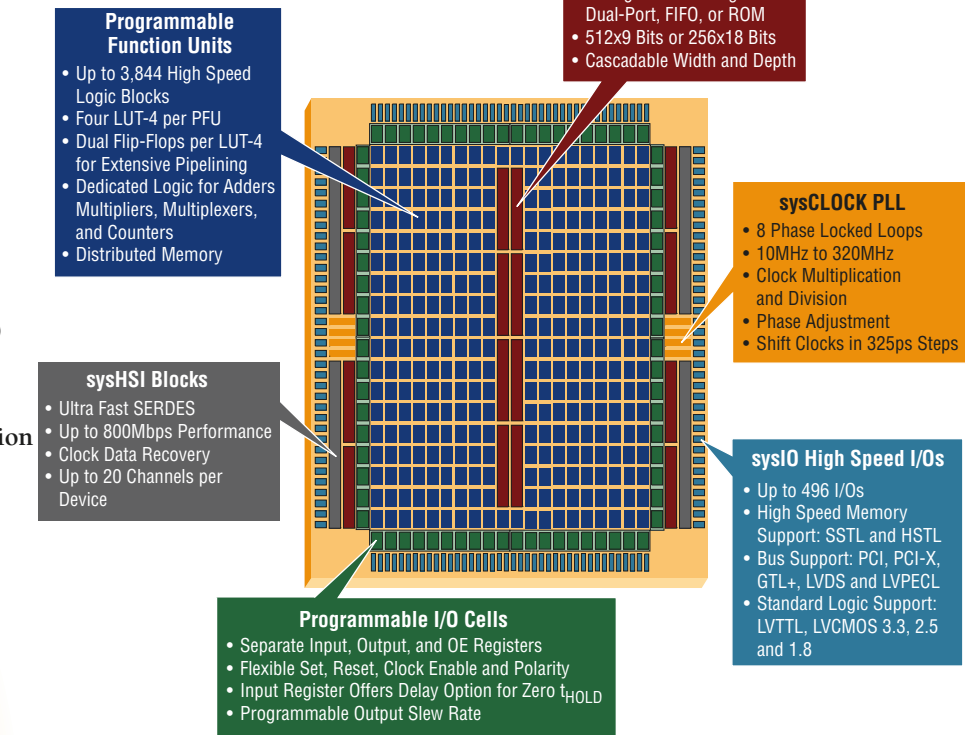 Dual-Port, FIFO, or ROM
• 512x9 Bits or 256x18 Bits
• Cascadable Width and Depth
Programmable
Function Units
• Up to 3,844 High Speed
Logic Blocks
• Four LUT-4 per PFU
• Dual Flip-Flops per LUT-4
for Extensive Pipelining
• Dedicated Logic for Adders
Multipliers, Multiplexers,
and Counters
• Distributed Memory
sysCLOCK PLL
• 8 Phase Locked Loops
• 10MHz to 320MHz
• Clock Multiplication
and Division
• Phase Adjustment
• Shift Clocks in 325ps Steps
sysHSI Blocks
• Ultra Fast SERDES
• Up to 800Mbps Performance
• Clock Data Recovery
• Up to 20 Channels per
Device
sysIO High Speed I/Os
• Up to 496 I/Os
• High Speed Memory
Support: SSTL and HSTL
• Bus Support: PCI, PCI-X,
GTL+, LVDS and LVPECL
• Standard Logic Support:
LVTTL, LVCMOS 3.3, 2.5
and 1.8
Programmable I/O Cells
• Separate Input, Output, and OE Registers
• Flexible Set, Reset, Clock Enable and Polarity
• Input Register Offers Delay Option for Zero tHOLD
• Programmable Output Slew Rate